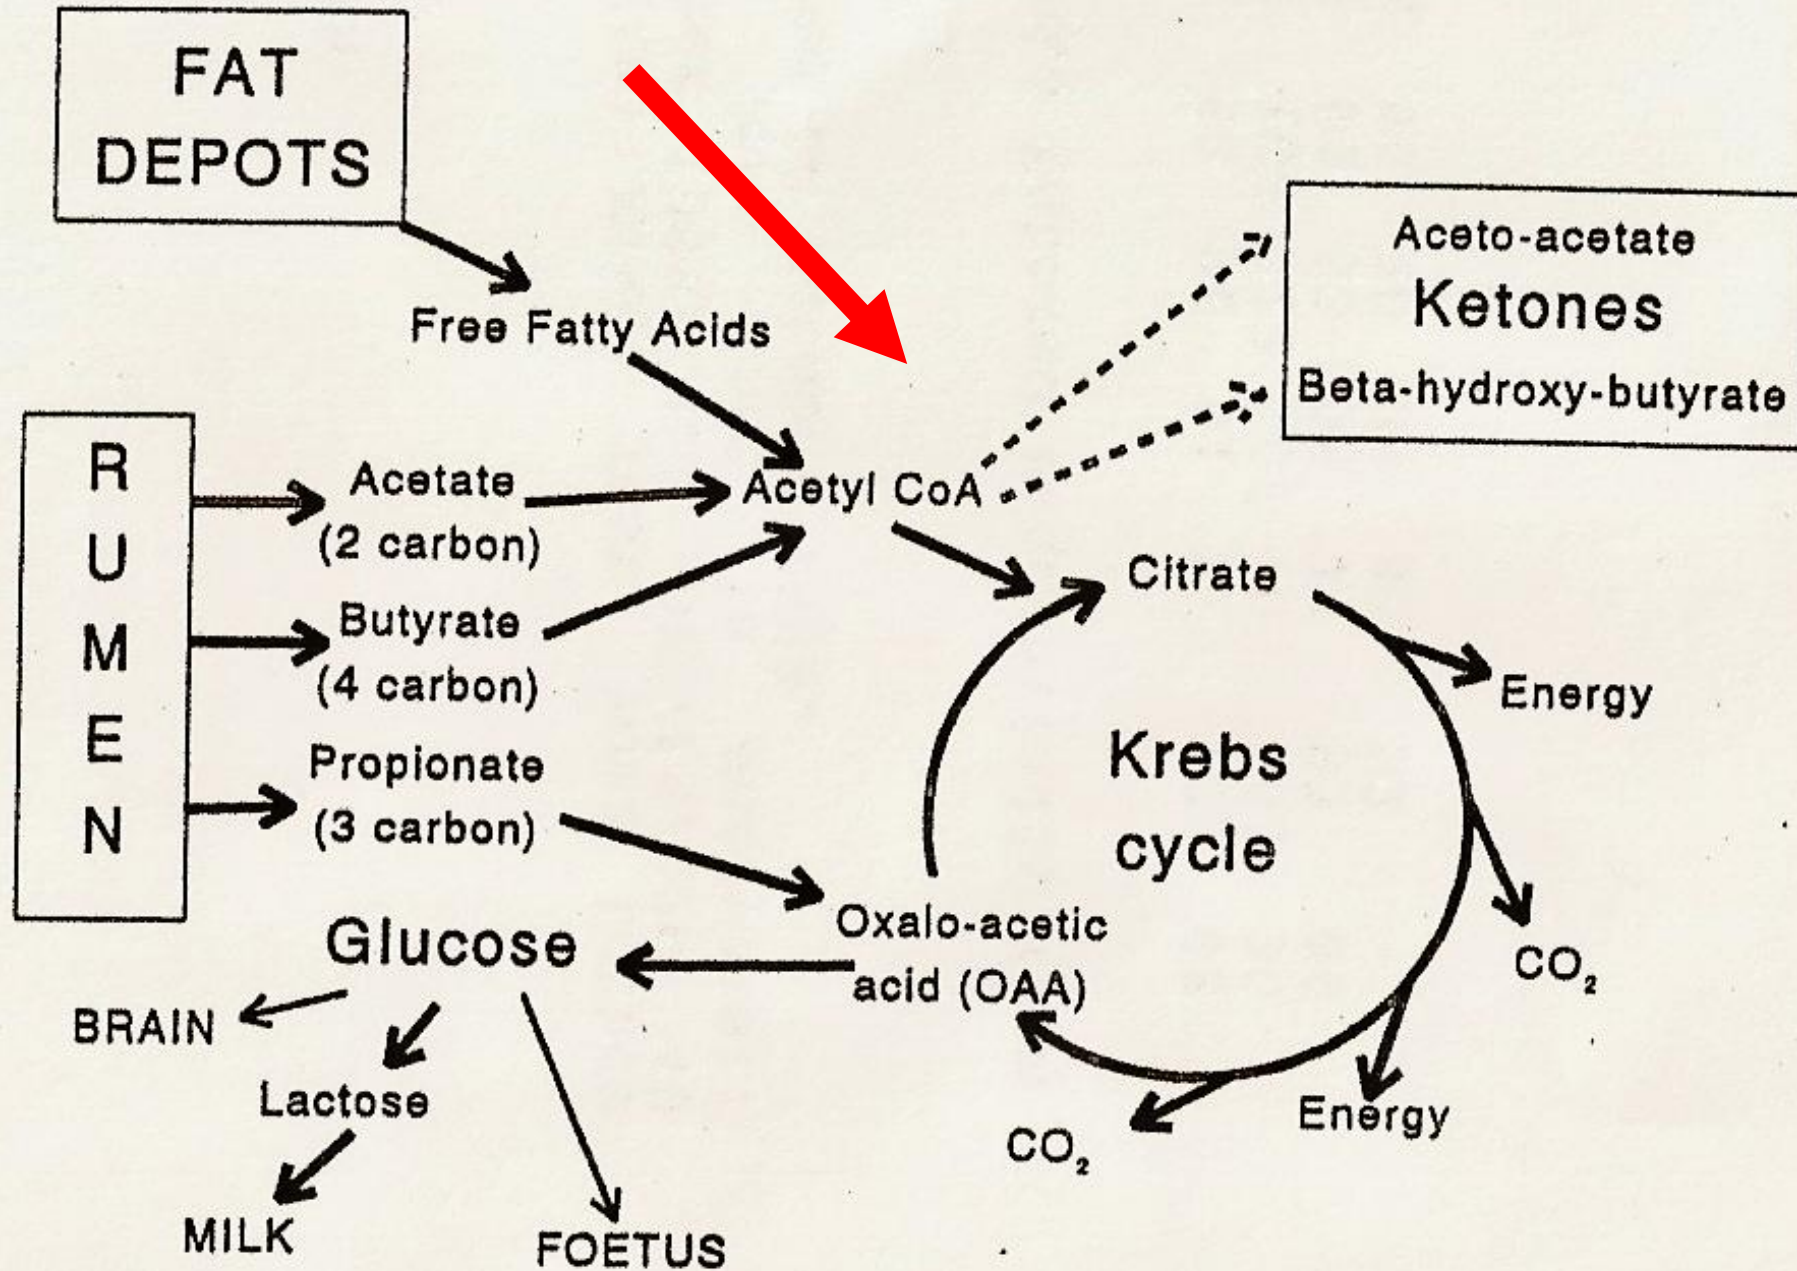 FAT
DEPOTS
Free Fatty Acids
Aceto-acetate
Ketones
Beta-hydroxy-butyrate
R
U
M
E
N
Acetate
(2 carbon)
Butyrate
(4 carbon)
Propionate
(3 carbon)
Acetyl CoA
Citrate
Energy
Krebs
cycle
CO₂
Energy
CO₂
Oxalo-acetic
acid (OAA)
Glucose
BRAIN
Lactose
MILK
FOETUS